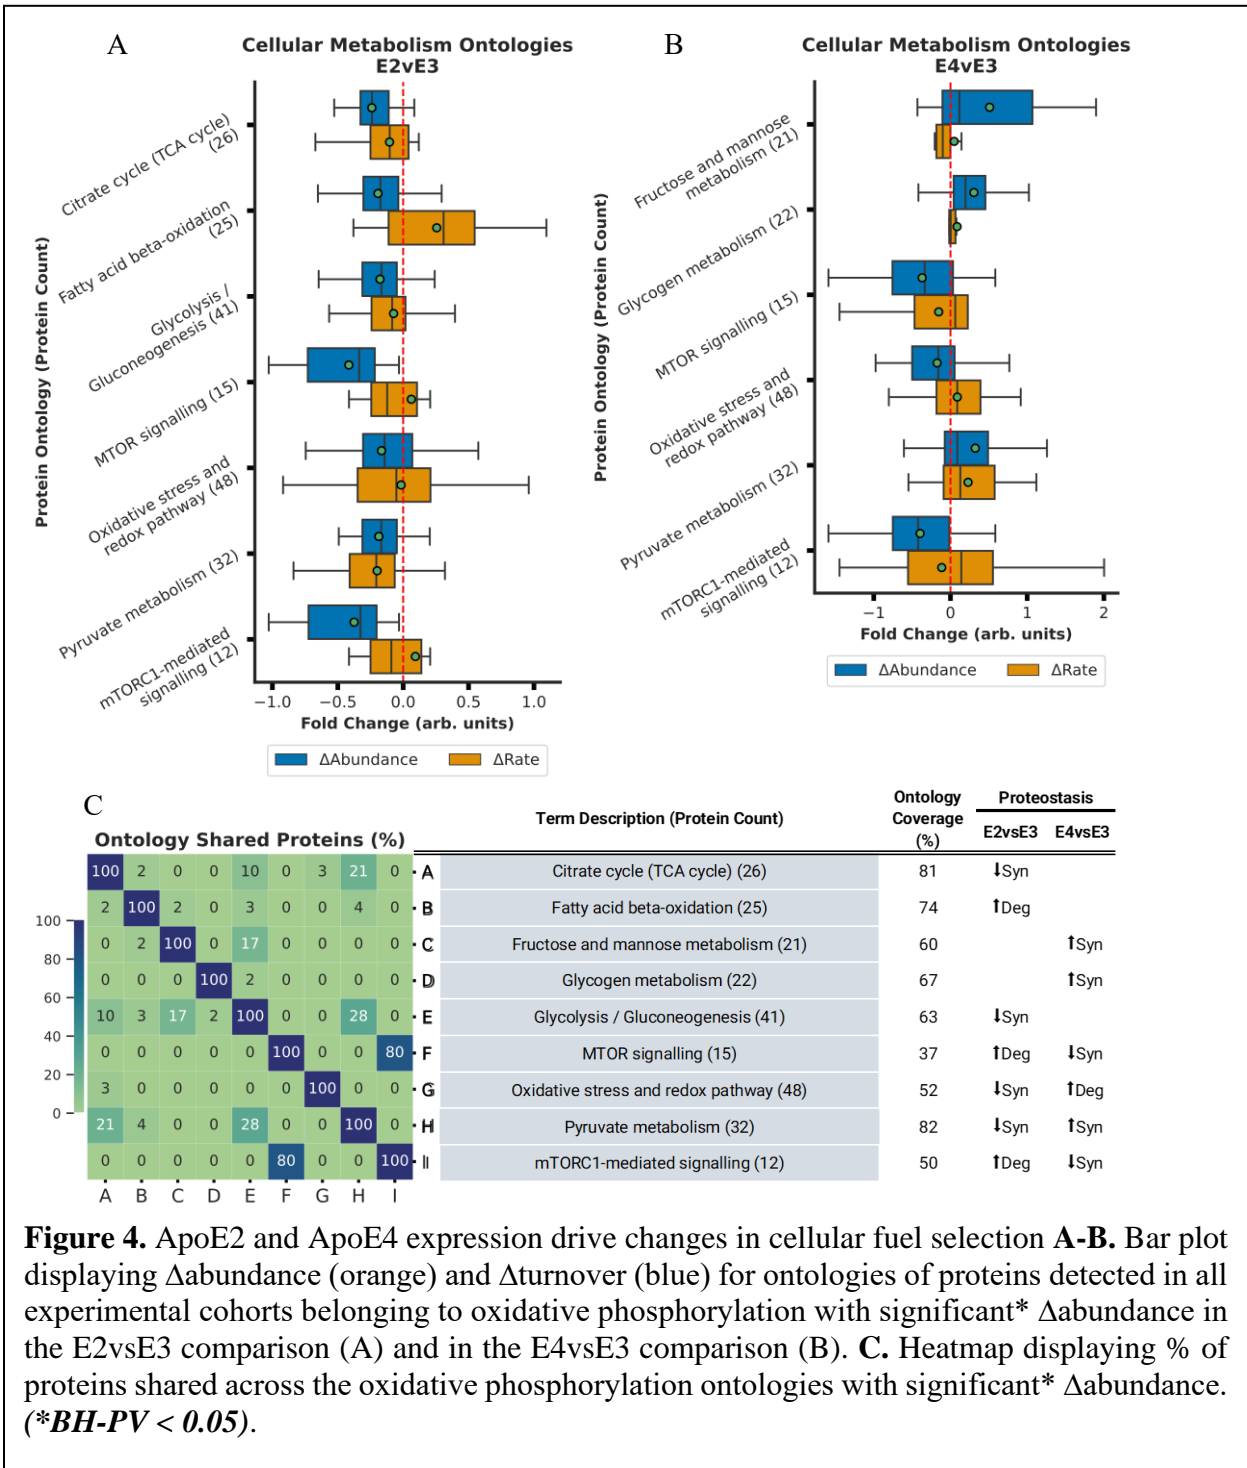 A
Cellular Metabolism Ontologies
E2vE3
Protein Ontology (Protein Count)
Citrate cycle (TCA cycle)
(26)
Fatty acid beta-oxidation
(25)
Glycolysis /
Gluconeogenesis (41)
MTOR signalling (15)
Oxidative stress and
redox pathway (48)
Pyruvate metabolism (32)
mTORC1-mediated
signalling (12)
−1.0 −0.5 0.0 0.5 1.0
Fold Change (arb. units)
ΔAbundance ΔRate
B
Cellular Metabolism Ontologies
E4vE3
Protein Ontology (Protein Count)
Fructose and mannose
metabolism (21)
Glycogen metabolism (22)
MTOR signalling (15)
Oxidative stress and
redox pathway (48)
Pyruvate metabolism (32)
mTORC1-mediated
signalling (12)
−1 0 1 2
Fold Change (arb. units)
ΔAbundance ΔRate
C
Ontology Shared Proteins (%)
100
80
60
40
20
0
100 2 0 0 10 0 3 21 0 A
2 100 2 0 3 0 0 4 0 B
0 2 100 0 17 0 0 0 0 C
0 0 0 100 2 0 0 0 0 D
10 3 17 2 100 0 0 28 0 E
0 0 0 0 0 100 0 0 80 F
3 0 0 0 0 0 100 0 0 G
21 4 0 0 28 0 0 100 0 H
0 0 0 0 0 80 0 0 100 I
A B C D E F G H I
Term Description (Protein Count)
Ontology
Coverage
(%)
Proteostasis
E2vsE3 E4vsE3
A Citrate cycle (TCA cycle) (26) 81 ↓Syn
B Fatty acid beta-oxidation (25) 74 ↑Deg
C Fructose and mannose metabolism (21) 60 ↑Syn
D Glycogen metabolism (22) 67 ↑Syn
E Glycolysis / Gluconeogenesis (41) 63 ↓Syn
F MTOR signalling (15) 37 ↑Deg ↓Syn
G Oxidative stress and redox pathway (48) 52 ↓Syn ↑Deg
H Pyruvate metabolism (32) 82 ↓Syn ↑Syn
I mTORC1-mediated signalling (12) 50 ↑Deg ↓Syn
Figure 4. ApoE2 and ApoE4 expression drive changes in cellular fuel selection A-B. Bar plot
displaying Δabundance (orange) and Δturnover (blue) for ontologies of proteins detected in all
experimental cohorts belonging to oxidative phosphorylation with significant* Δabundance in
the E2vsE3 comparison (A) and in the E4vsE3 comparison (B). C. Heatmap displaying % of
proteins shared across the oxidative phosphorylation ontologies with significant* Δabundance.
(*BH-PV < 0.05).